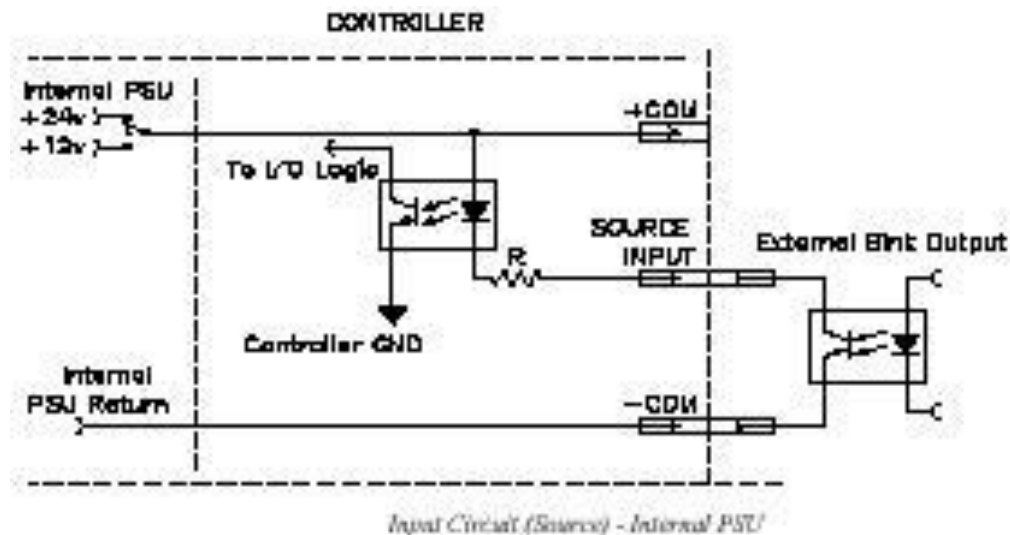 CONTROLLER
Internal PSU
+24v
+12v
+COM
To I/O Logic
SOURCE
INPUT
External Sink Output
R
Controller GND
Internal
PSU Return
-COM
Input Circuit (Source) - Internal PSU